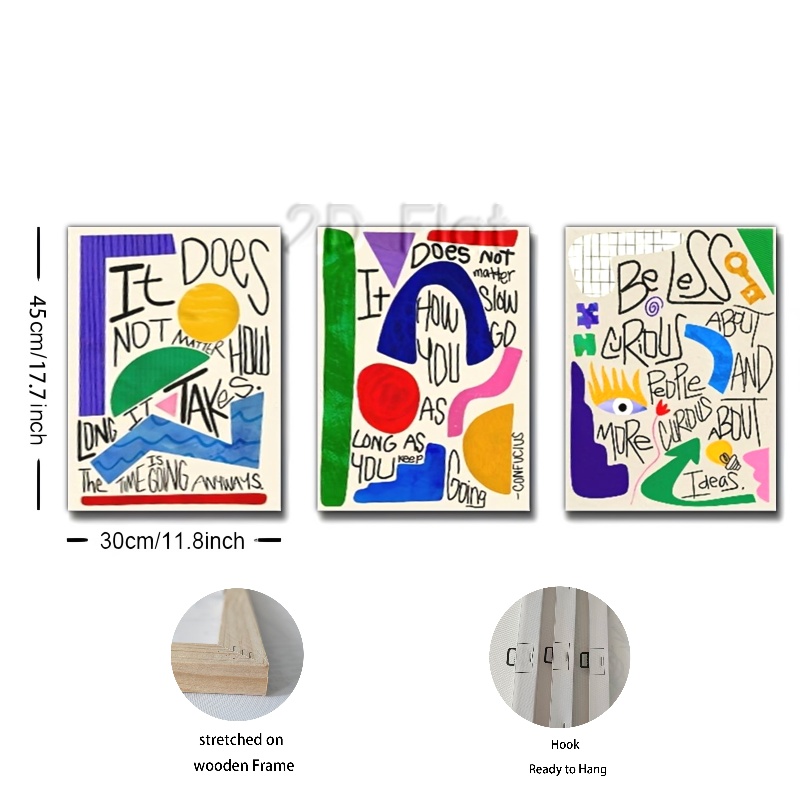 2D Flat
45cm/17.7inch
30cm/11.8inch
It DOES
NOT MATTER HOW
LONG IT TAKES.
The TIME IS GOING ANYWAYS.
It DOES NOT
matter
HOW SLOW
YOU GO
AS
LONG AS
YOU keep
Going
-CONFUCIUS
Be Less
CURIOUS ABOUT
PEOPLE AND
MORE CURIOUS ABOUT
Ideas.
stretched on
wooden Frame
Hook
Ready to Hang